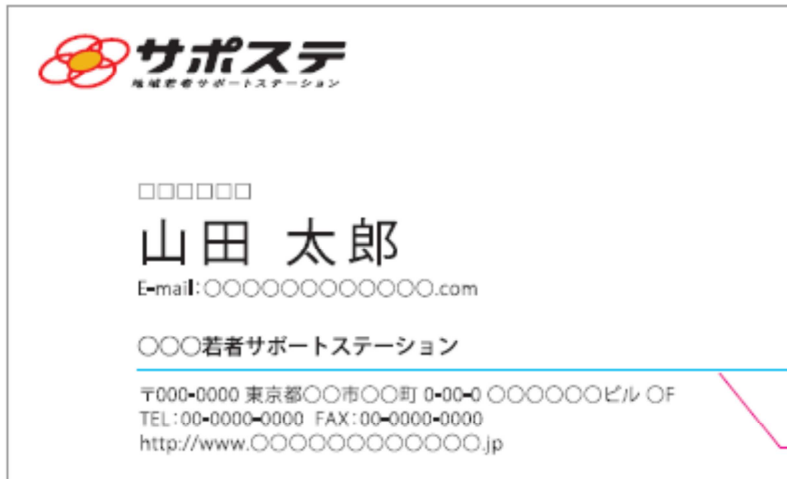 サポステ
地域若者サポートステーション
□□□□□□
山田 太郎
E-mail:○○○○○○○○○○○○.com
○○○若者サポートステーション
〒000-0000 東京都○○市○○町 0-00-0 ○○○○○○ビル ○F
TEL:00-0000-0000 FAX:00-0000-0000
http://www.○○○○○○○○○○○○.jp